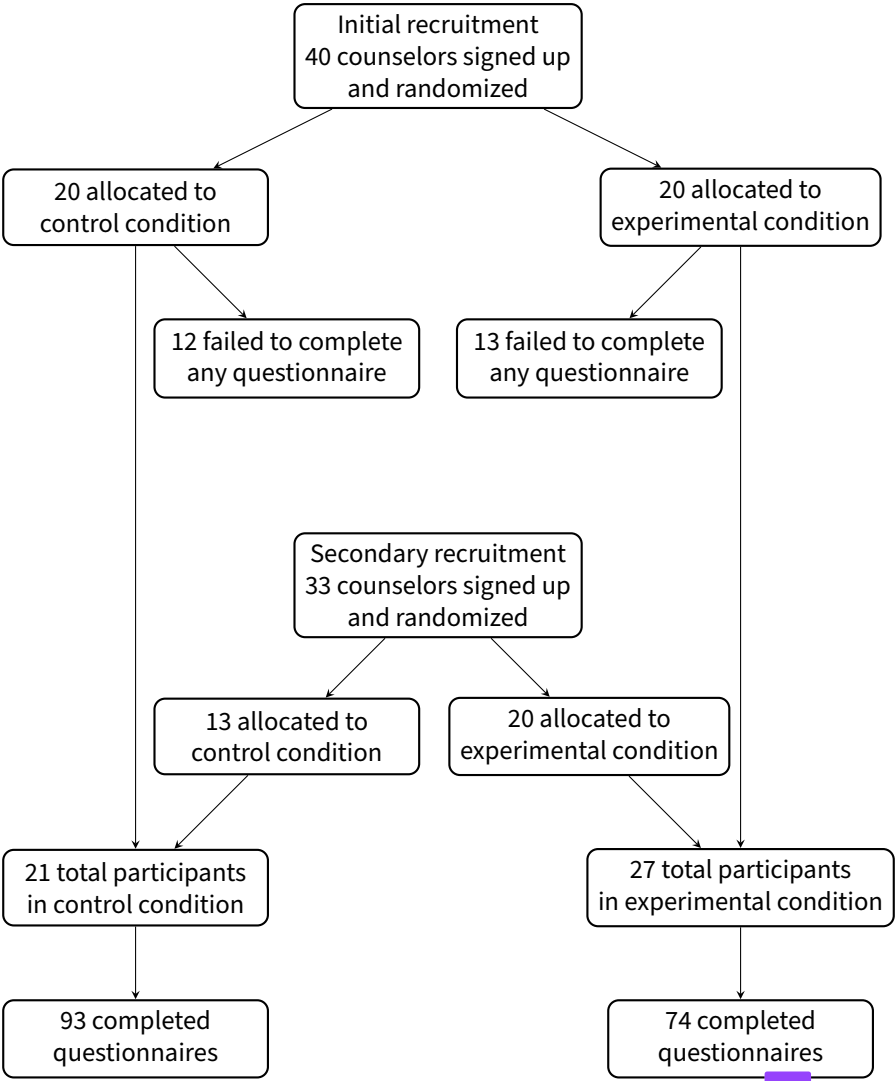 Initial recruitment
40 counselors signed up
and randomized
20 allocated to
control condition
20 allocated to
experimental condition
12 failed to complete
any questionnaire
13 failed to complete
any questionnaire
Secondary recruitment
33 counselors signed up
and randomized
13 allocated to
control condition
20 allocated to
experimental condition
21 total participants
in control condition
27 total participants
in experimental condition
93 completed
questionnaires
74 completed
questionnaires